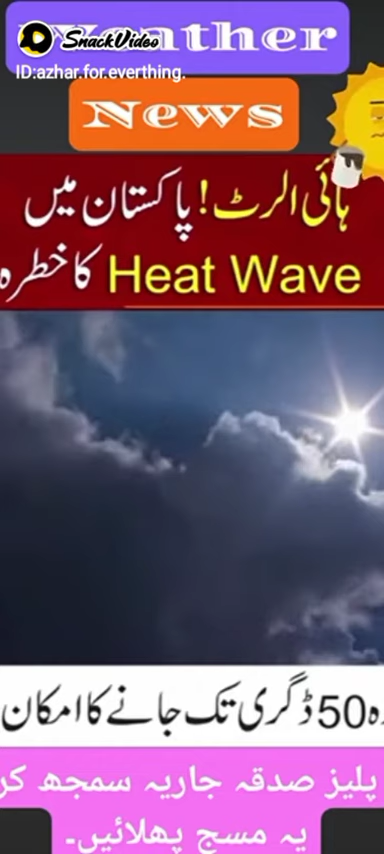 Weather
SnackVideo
ID:azhar.for.everthing.
News
ہائی الرٹ! پاکستان میں
Heat Wave کا خطرہ
50 ڈگری تک جانے کا امکان
پلیز صدقہ جاریہ سمجھ کر
یہ مسج پھلائیں۔